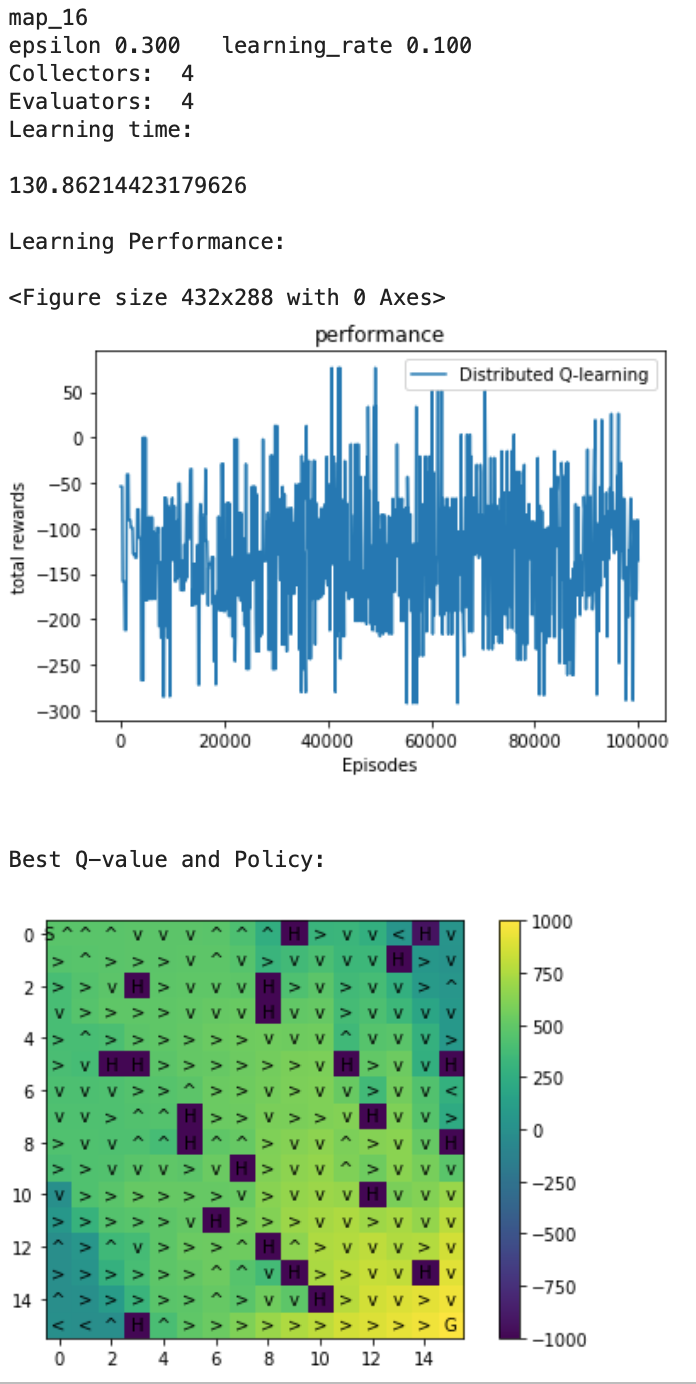 map_16
epsilon 0.300   learning_rate 0.100
Collectors:  4
Evaluators:  4
Learning time:
130.86214423179626
Learning Performance:
<Figure size 432x288 with 0 Axes>
performance
Distributed Q-learning
total rewards
50
0
−50
−100
−150
−200
−250
−300
0 20000 40000 60000 80000 100000
Episodes
Best Q-value and Policy:
0 S ^ ^ ^ v v v ^ ^ ^ H > v v < H v
> ^ > > > v ^ v > v v v v H > v
2 > > v H > v v v H > v > v v > ^
v > > > > v v v H v v v v v v v
4 > ^ > > > > > > v v v ^ v v v >
> v H H > > > > > > > H > v v H
6 v v v > > ^ > > v > v v > v v <
v v > ^ ^ H > > v > > v H v v >
8 > v v ^ ^ H ^ ^ > v v ^ > v v H
> > v v v > v H > v v ^ > v v v
10 v > > > > > > v > v v v H v v v
> > > > > v H > > > > v v > v v
12 ^ > ^ v > > > ^ H ^ > v v v > v
> > > > > > ^ ^ v H > > v v H v
14 ^ > > > > > ^ > v v H > v v > v
< < ^ H ^ > > > > > > > > > > G
0 2 4 6 8 10 12 14
1000
750
500
250
0
−250
−500
−750
−1000